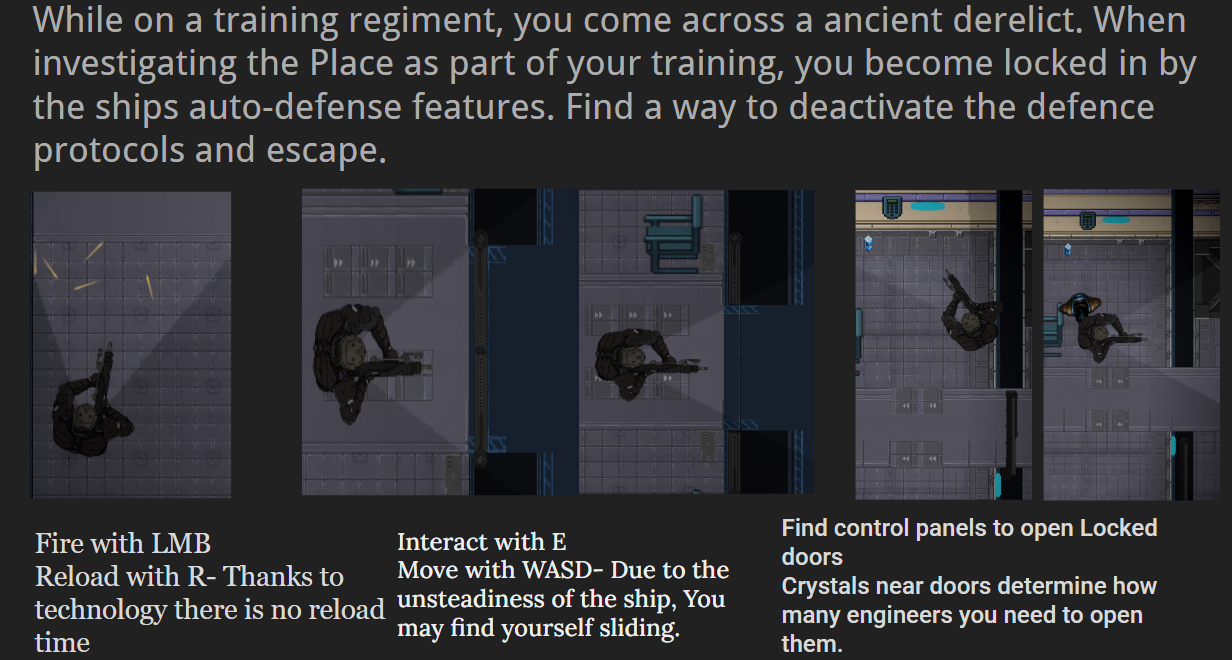 While on a training regiment, you come across a ancient derelict. When
investigating the Place as part of your training, you become locked in by
the ships auto-defense features. Find a way to deactivate the defence
protocols and escape.
Fire with LMB
Reload with R- Thanks to
technology there is no reload
time
Interact with E
Move with WASD- Due to the
unsteadiness of the ship, You
may find yourself sliding.
Find control panels to open Locked
doors
Crystals near doors determine how
many engineers you need to open
them.